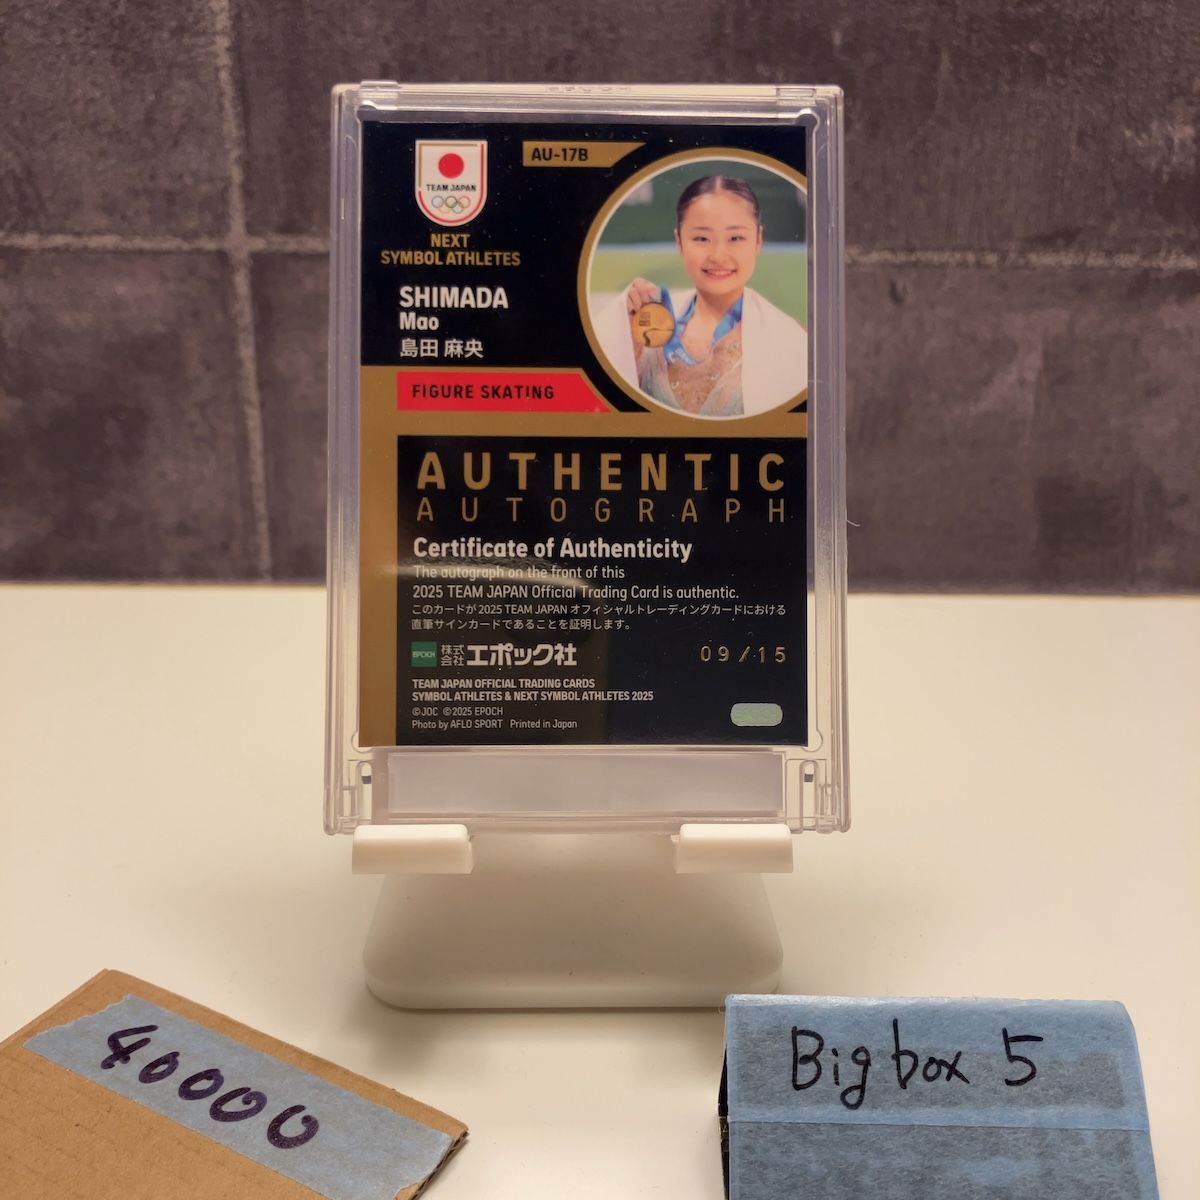 AU-17B
TEAM JAPAN
NEXT
SYMBOL ATHLETES
SHIMADA
Mao
島田 麻央
FIGURE SKATING
AUTHENTIC
AUTOGRAPH
Certificate of Authenticity
The autograph on the front of this
2025 TEAM JAPAN Official Trading Card is authentic.
このカードが2025 TEAM JAPAN オフィシャルトレーディングカードにおける
直筆サインカードであることを証明します。
EPOCH 株式会社 エポック社
09/15
TEAM JAPAN OFFICIAL TRADING CARDS
SYMBOL ATHLETES & NEXT SYMBOL ATHLETES 2025
©JOC ©2025 EPOCH
Photo by AFLO SPORT Printed in Japan
40000
Big box 5